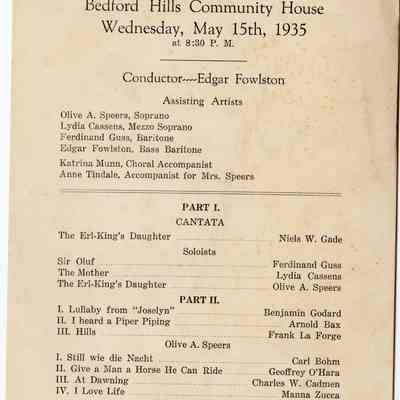 Bedford Hills Community House
Wednesday, May 15th, 1935
at 8:30 P. M.
Conductor----Edgar Fowlston
Assisting Artists
Olive A. Speers, Soprano
Lydia Cassens, Mezzo Soprano
Ferdinand Guss, Baritone
Edgar Fowlston, Bass Baritone
Katrina Munn, Choral Accompanist
Anne Tindale, Accompanist for Mrs. Speers
PART I.
CANTATA
The Erl-King's Daughter Niels W. Gade
Soloists
Sir Oluf Ferdinand Guss
The Mother Lydia Cassens
The Erl-King's Daughter Olive A. Speers
PART II.
I. Lullaby from "Joselyn" Benjamin Godard
II. I heard a Piper Piping Arnold Bax
III. Hills Frank La Forge
Olive A. Speers
I. Still wie die Nacht Carl Bohm
II. Give a Man a Horse He Can Ride Geoffrey O'Hara
III. At Dawning Charles W. Cadmen
IV. I Love Life Manna Zucca